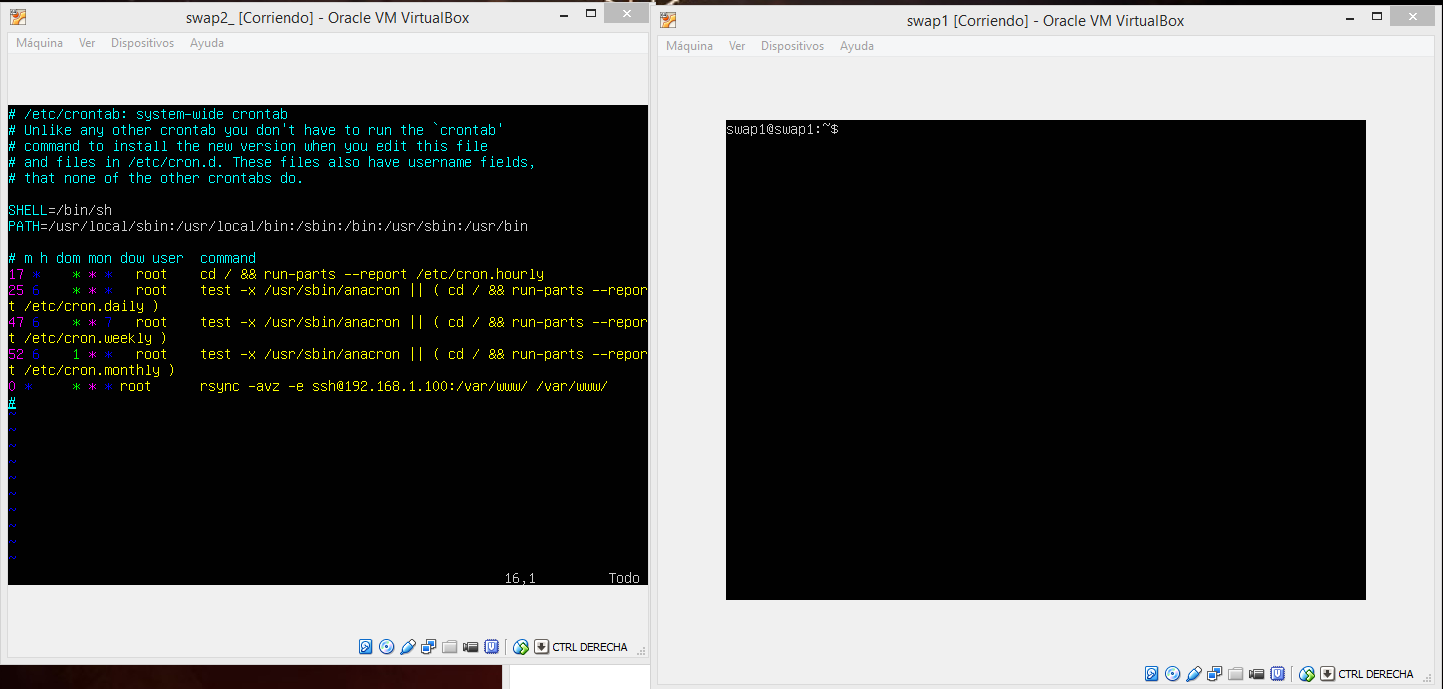 swap2_ [Corriendo] - Oracle VM VirtualBox
Máquina Ver Dispositivos Ayuda
# /etc/crontab: system-wide crontab
# Unlike any other crontab you don't have to run the `crontab'
# command to install the new version when you edit this file
# and files in /etc/cron.d. These files also have username fields,
# that none of the other crontabs do.
SHELL=/bin/sh
PATH=/usr/local/sbin:/usr/local/bin:/sbin:/bin:/usr/sbin:/usr/bin
# m h dom mon dow user  command
17 *    * * *   root    cd / && run-parts --report /etc/cron.hourly
25 6    * * *   root    test -x /usr/sbin/anacron || ( cd / && run-parts --repor
t /etc/cron.daily )
47 6    * * 7   root    test -x /usr/sbin/anacron || ( cd / && run-parts --repor
t /etc/cron.weekly )
52 6    1 * *   root    test -x /usr/sbin/anacron || ( cd / && run-parts --repor
t /etc/cron.monthly )
0 *     * * * root      rsync -avz -e ssh@192.168.1.100:/var/www/ /var/www/
#
~
~
~
~
~
~
~
~
~
~
16,1 Todo
CTRL DERECHA
swap1 [Corriendo] - Oracle VM VirtualBox
Máquina Ver Dispositivos Ayuda
swap1@swap1:~$
CTRL DERECHA